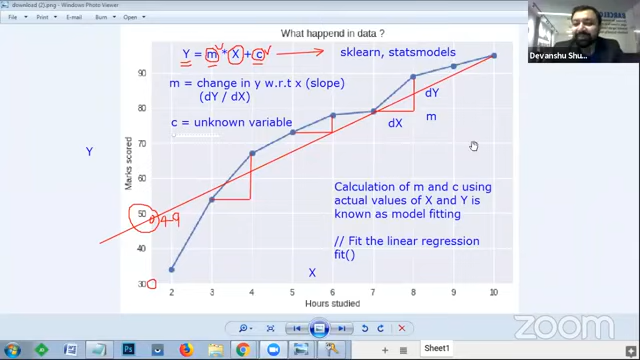 download (2).png - Windows Photo Viewer
File
Print
Burn
Open
What happend in data ?
Y = m * X + c
sklearn, statsmodels
m = change in y w.r.t x (slope)
(dY / dX)
c = unknown variable
dY
dX
m
Y
Marks scored
90
80
70
60
50
40
30
49
Calculation of m and c using
actual values of X and Y is
known as model fitting
// Fit the linear regression
fit()
X
2 3 4 5 6 7 8 9 10
Hours studied
Devanshu Shu...
Sheet1
zoom